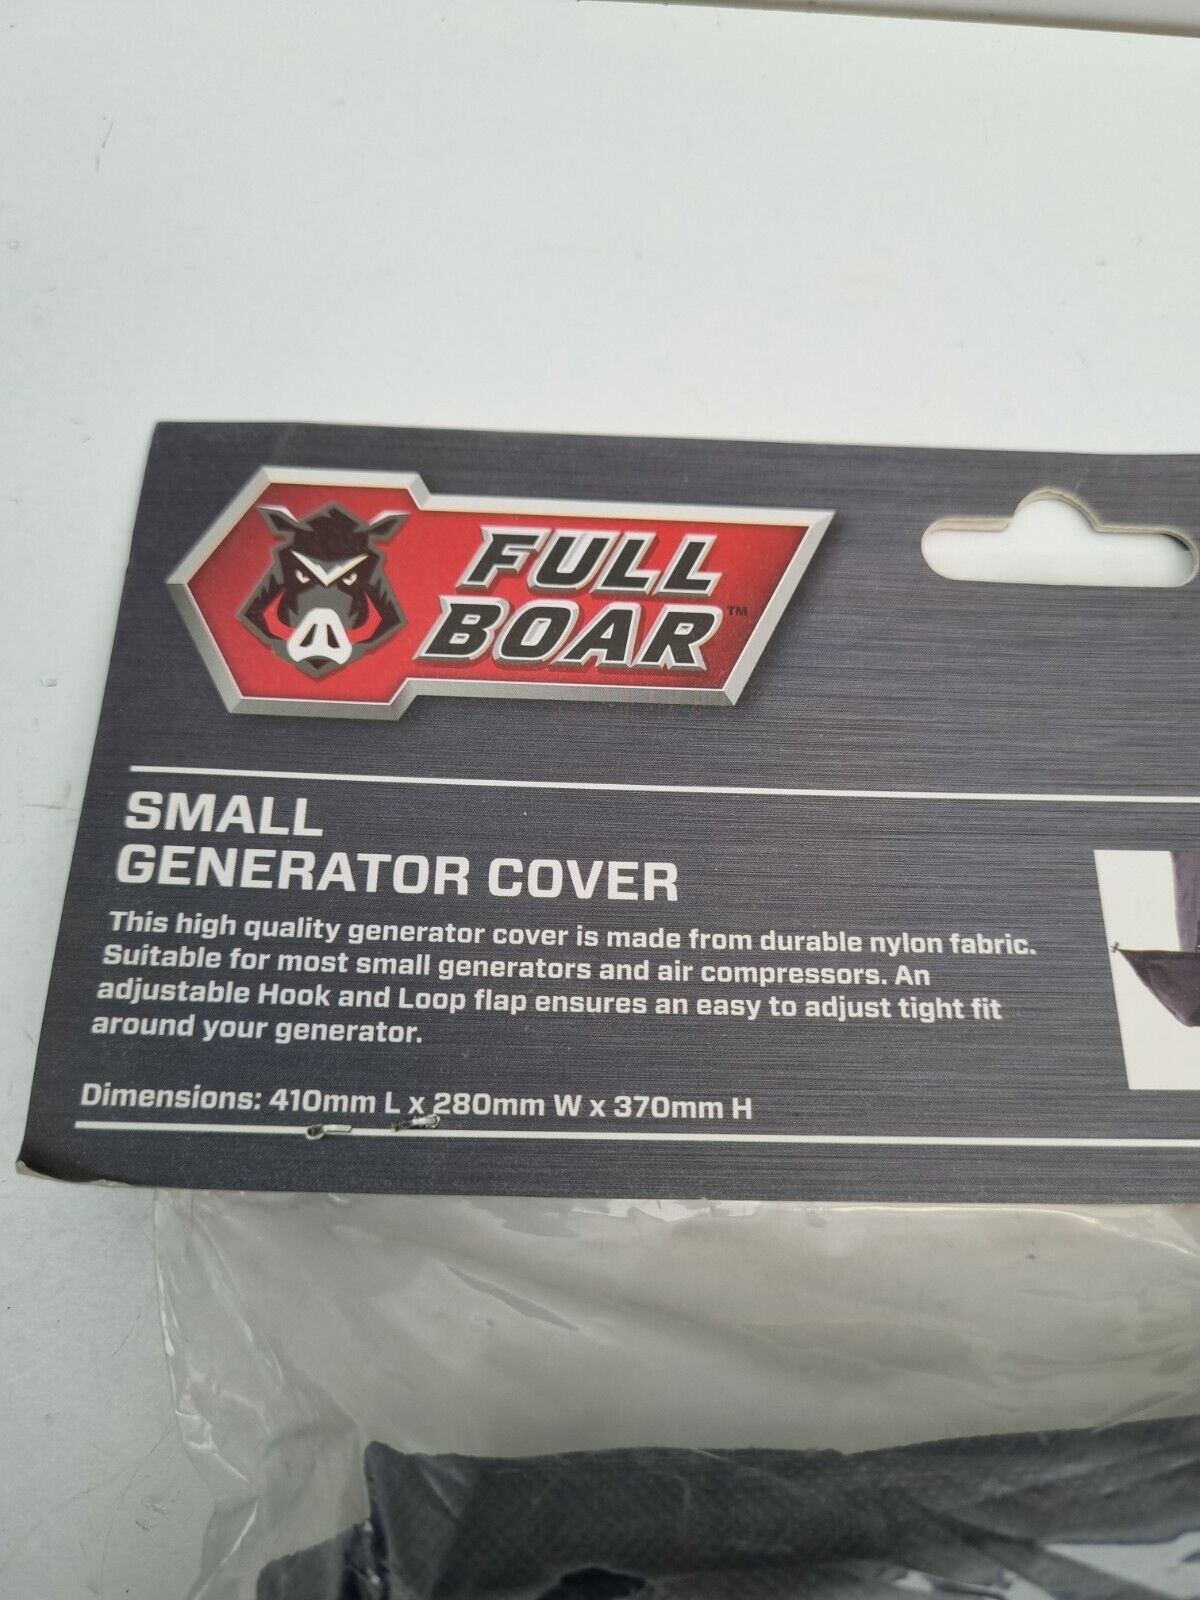 FULL
BOAR™
SMALL
GENERATOR COVER
This high quality generator cover is made from durable nylon fabric.
Suitable for most small generators and air compressors. An
adjustable Hook and Loop flap ensures an easy to adjust tight fit
around your generator.
Dimensions: 410mm L x 280mm W x 370mm H